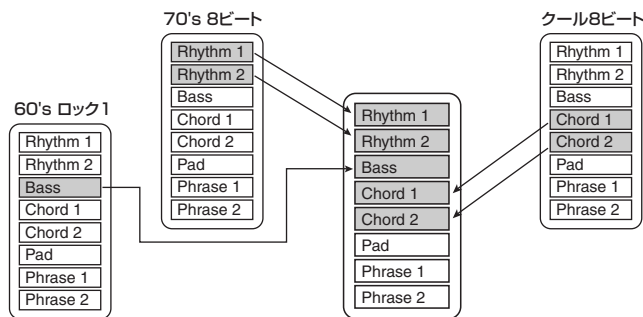 60's ロック1
Rhythm 1
Rhythm 2
Bass
Chord 1
Chord 2
Pad
Phrase 1
Phrase 2
70's 8ビート
Rhythm 1
Rhythm 2
Bass
Chord 1
Chord 2
Pad
Phrase 1
Phrase 2
Rhythm 1
Rhythm 2
Bass
Chord 1
Chord 2
Pad
Phrase 1
Phrase 2
クール8ビート
Rhythm 1
Rhythm 2
Bass
Chord 1
Chord 2
Pad
Phrase 1
Phrase 2